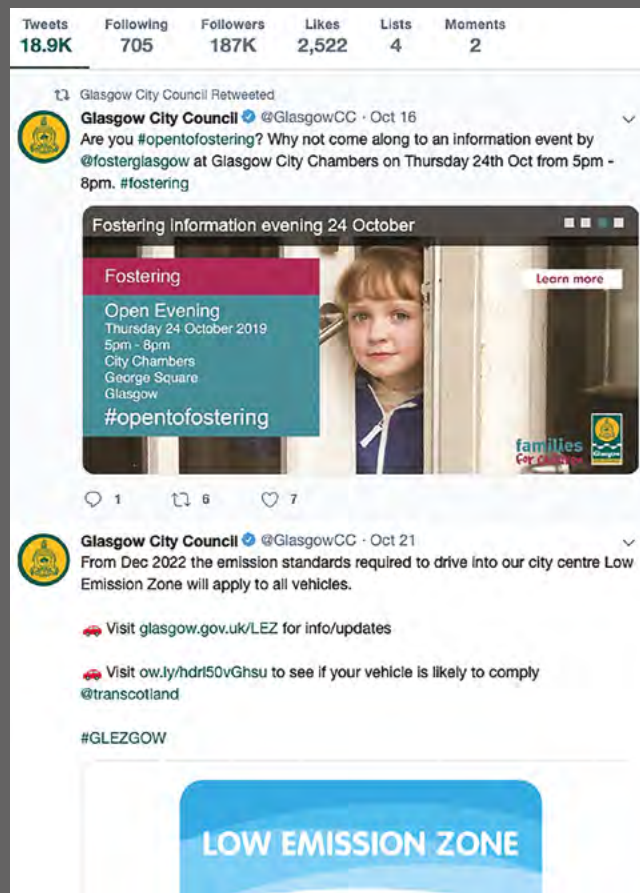 Tweets Following Followers Likes Lists Moments
18.9K 705 187K 2,522 4 2
Glasgow City Council Retweeted
Glasgow City Council @GlasgowCC · Oct 16
Are you #opentofostering? Why not come along to an information event by
@fosterglasgow at Glasgow City Chambers on Thursday 24th Oct from 5pm -
8pm. #fostering
Fostering information evening 24 October
Fostering
Learn more
Open Evening
Thursday 24 October 2019
5pm - 8pm
City Chambers
George Square
Glasgow
#opentofostering
families
for children
Glasgow
1 6 7
Glasgow City Council @GlasgowCC · Oct 21
From Dec 2022 the emission standards required to drive into our city centre Low
Emission Zone will apply to all vehicles.
Visit glasgow.gov.uk/LEZ for info/updates
Visit ow.ly/hdrl50vGhsu to see if your vehicle is likely to comply
@transcotland
#GLEZGOW
LOW EMISSION ZONE